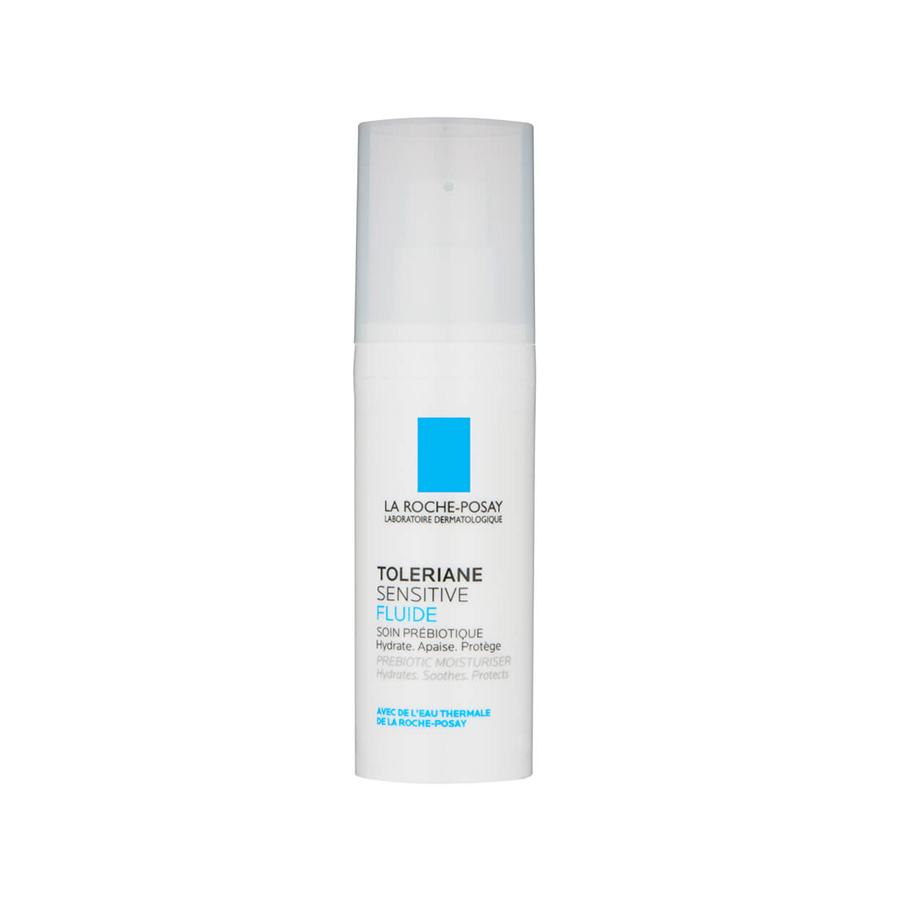 LA ROCHE-POSAY
LABORATOIRE DERMATOLOGIQUE
TOLERIANE
SENSITIVE
FLUIDE
SOIN PRÉBIOTIQUE
Hydrate. Apaise. Protège
PREBIOTIC MOISTURISER
Hydrates. Soothes. Protects
AVEC DE L'EAU THERMALE
DE LA ROCHE-POSAY